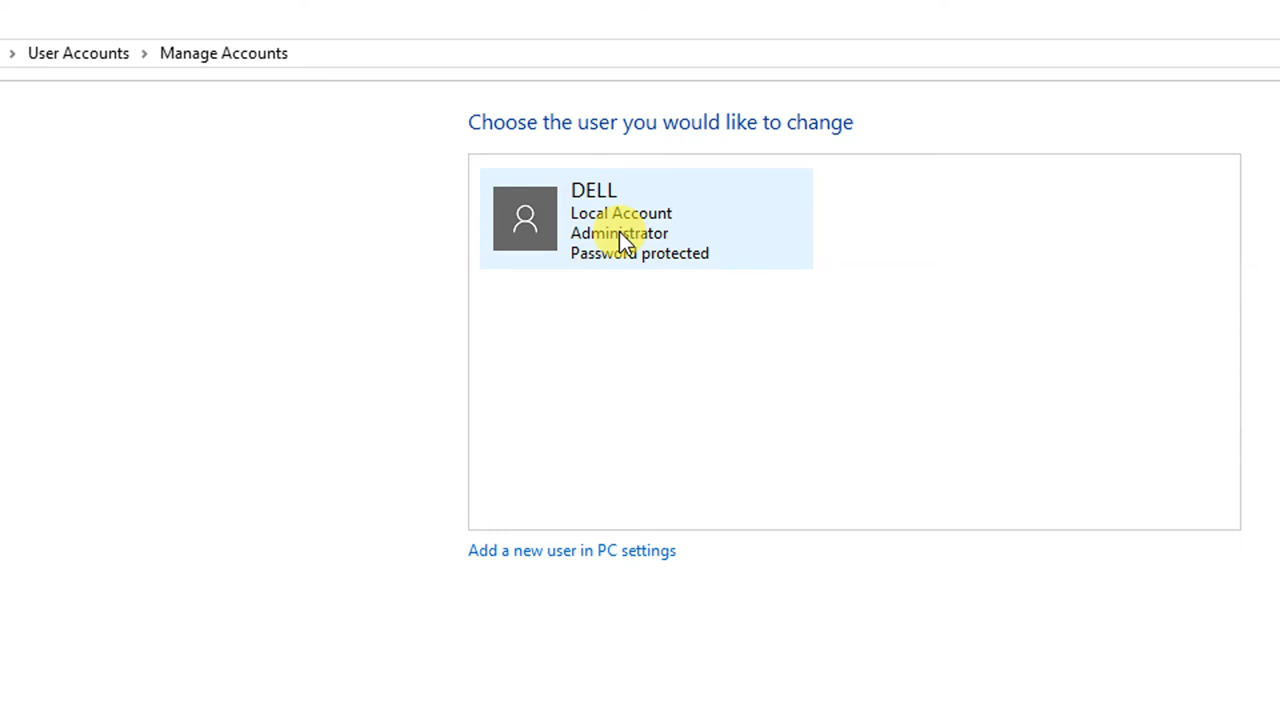 User Accounts
Manage Accounts
Choose the user you would like to change
DELL
Local Account
Administrator
Password protected
Add a new user in PC settings